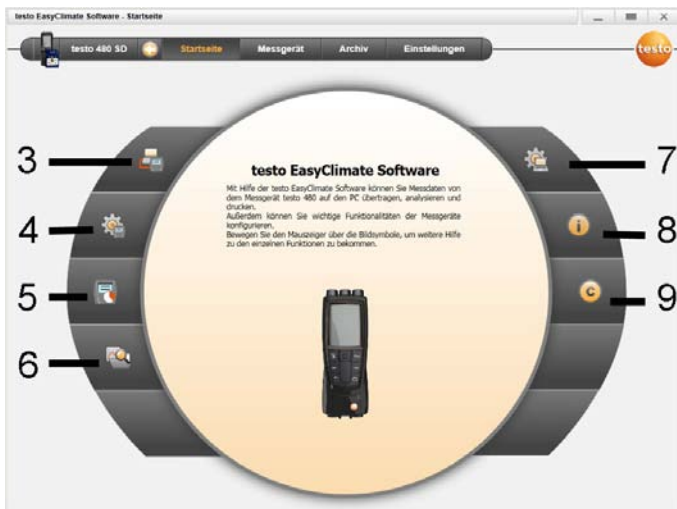 testo EasyClimate Software - Startseite
testo 480 SD Startseite Messgerät Archiv Einstellungen
testo
3
4
5
6
testo EasyClimate Software
Mit Hilfe der testo EasyClimate Software können Sie Messdaten von
dem Messgerät testo 480 auf den PC übertragen, analysieren und
drucken.
Außerdem können Sie wichtige Funktionalitäten der Messgeräte
konfigurieren.
Bewegen Sie den Mauszeiger über die Bildsymbole, um weitere Hilfe
zu den einzelnen Funktionen zu bekommen.
7
i
8
c
9